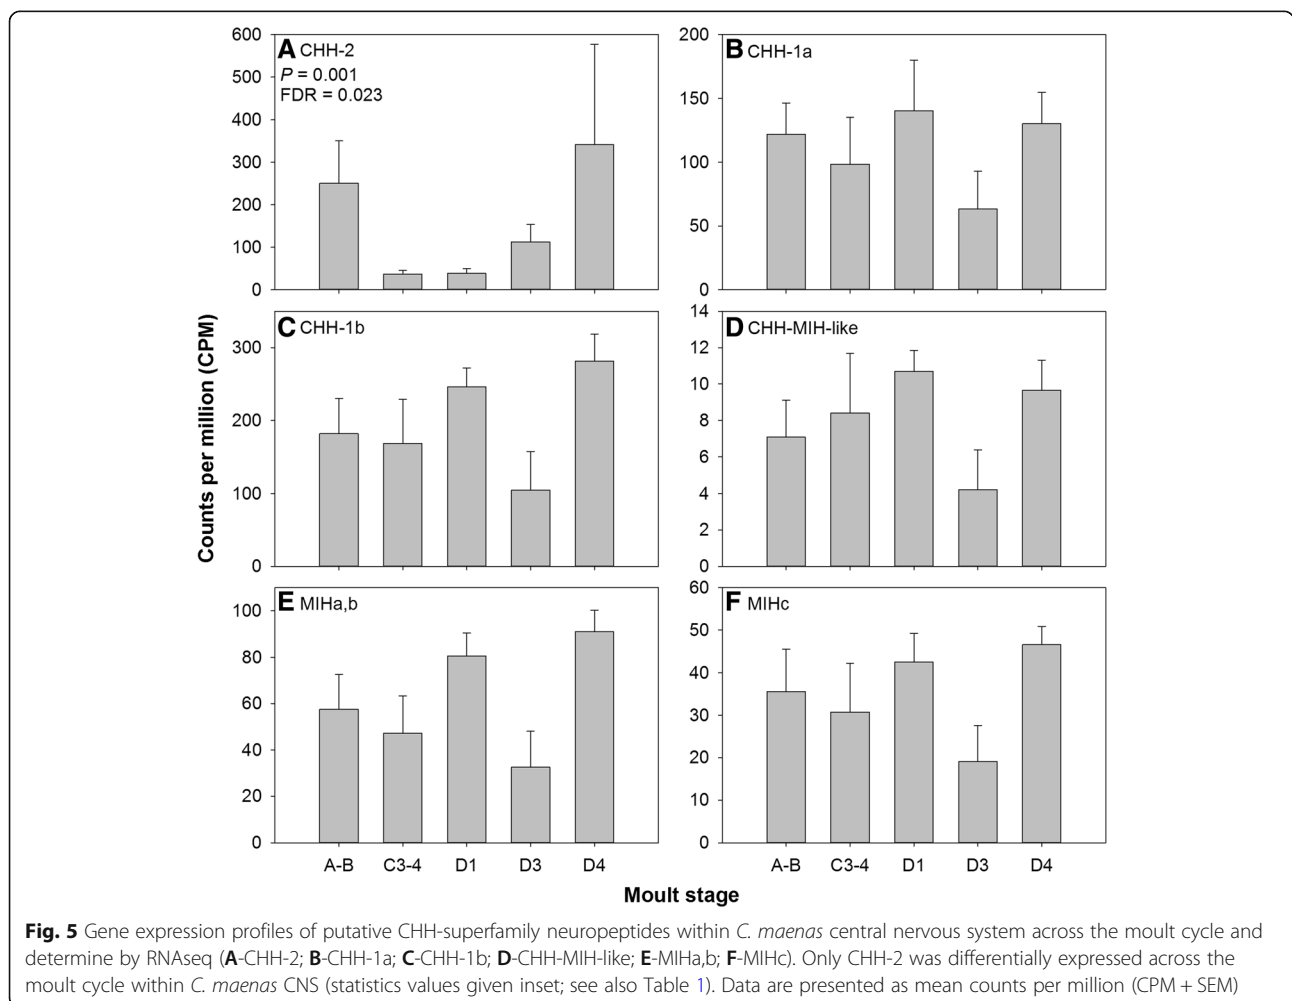 A CHH-2
P = 0.001
FDR = 0.023
600
500
400
300
200
100
0
B CHH-1a
200
150
100
50
0
C CHH-1b
300
200
100
0
D CHH-MIH-like
14
12
10
8
6
4
2
0
E MIHa,b
100
80
60
40
20
0
F MIHc
60
50
40
30
20
10
0
Counts per million (CPM)
A-B C3-4 D1 D3 D4
A-B C3-4 D1 D3 D4
Moult stage
Fig. 5 Gene expression profiles of putative CHH-superfamily neuropeptides within C. maenas central nervous system across the moult cycle and
determine by RNAseq (A-CHH-2; B-CHH-1a; C-CHH-1b; D-CHH-MIH-like; E-MIHa,b; F-MIHc). Only CHH-2 was differentially expressed across the
moult cycle within C. maenas CNS (statistics values given inset; see also Table 1). Data are presented as mean counts per million (CPM + SEM)